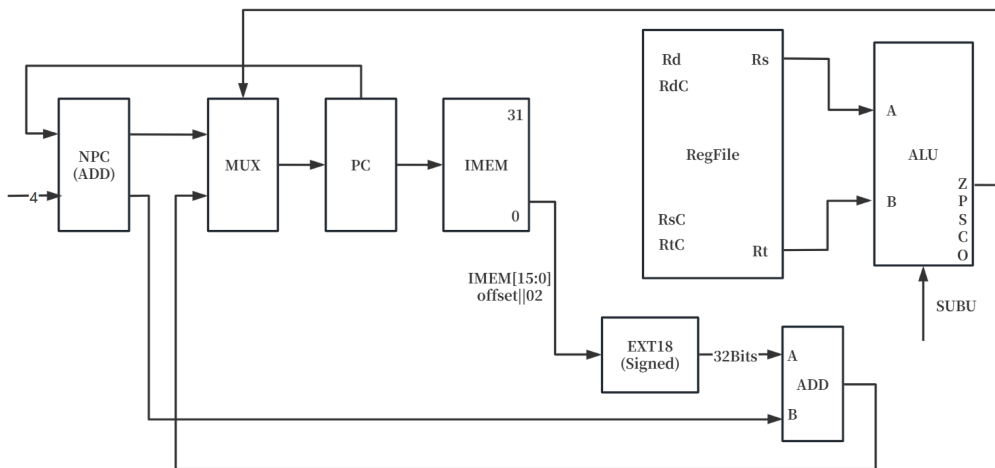 NPC
(ADD)
4
MUX
PC
31
IMEM
0
IMEM[15:0]
offset||02
EXT18
(Signed)
32Bits
A
ADD
B
Rd
Rs
RdC
RegFile
RsC
RtC
Rt
A
ALU
B
Z
P
S
C
O
SUBU